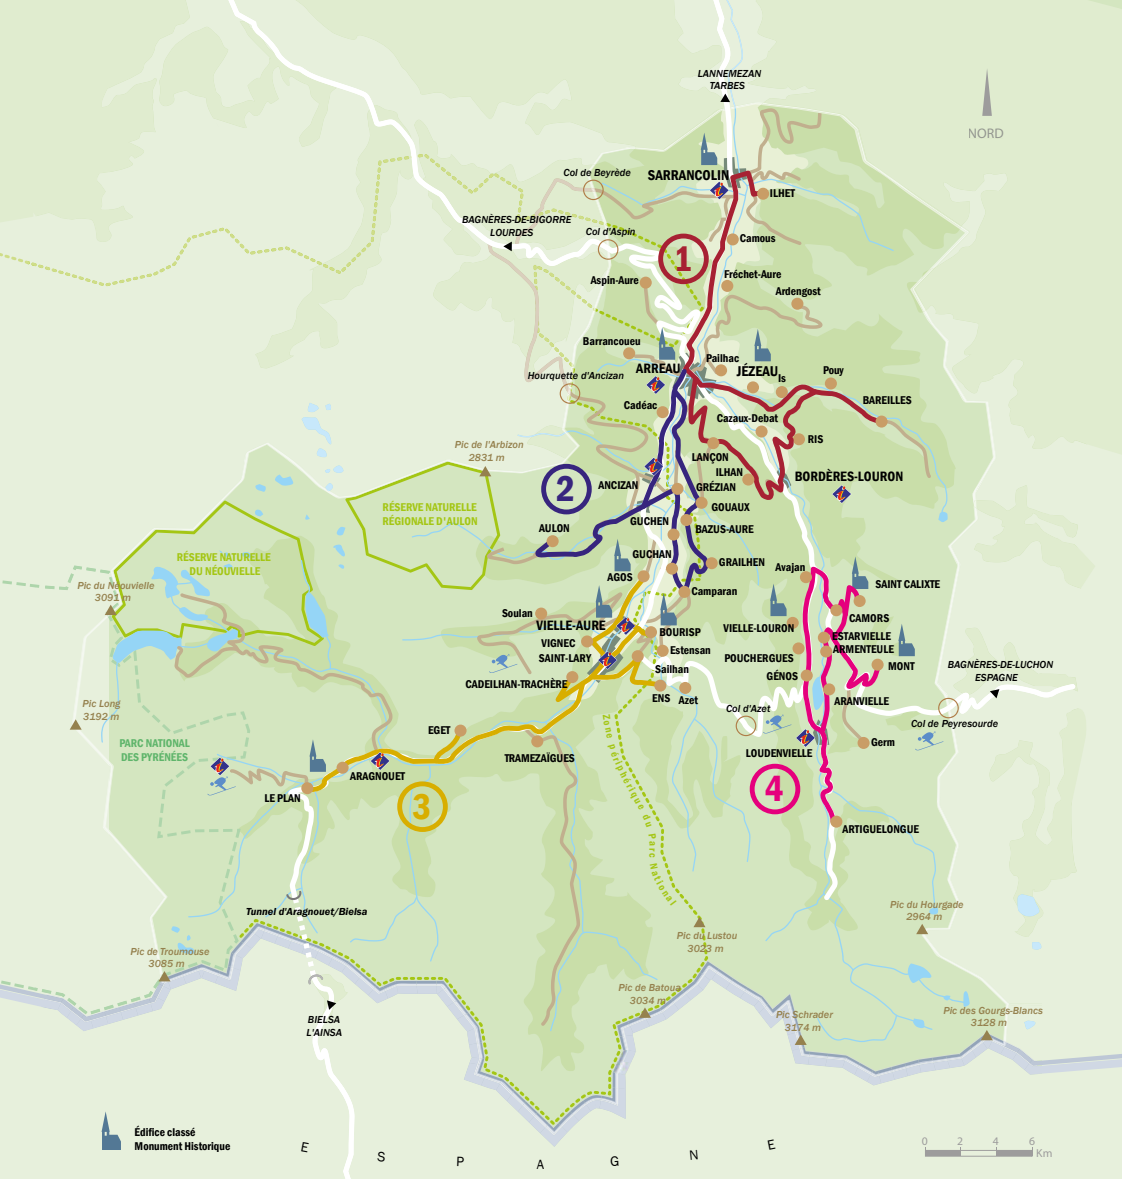 LANNEMEZAN
TARBES
NORD
Col de Beyrède
SARRANCOLIN
ILHET
BAGNÈRES-DE-BIGORRE
LOURDES
Col d'Aspin
Camous
1
Aspin-Aure
Fréchet-Aure
Ardengost
Barrancoueu
ARREAU
Pailhac
JÉZEAU
Is
Pouy
Hourquette d'Ancizan
Cadéac
BAREILLES
Cazaux-Debat
RIS
LANÇON
Pic de l'Arbizon
2831 m
ILHAN
BORDÈRES-LOURON
ANCIZAN
2
GRÉZIAN
GOUAUX
RÉSERVE NATURELLE
RÉGIONALE D'AULON
GUCHEN
BAZUS-AURE
AULON
GUCHAN
GRAILHEN
Avajan
RÉSERVE NATURELLE
DU NÉOUVIELLE
AGOS
Camparan
SAINT CALIXTE
Pic du Néouvielle
3091 m
Soulan
VIELLE-AURE
CAMORS
VIELLE-LOURON
BOURISP
VIGNEC
ESTARVIELLE
ARMENTEULE
Estensan
SAINT-LARY
POUCHERGUES
MONT
BAGNÈRES-DE-LUCHON
ESPAGNE
Sailhan
GÉNOS
CADEILHAN-TRACHÈRE
ENS
Azet
ARANVIELLE
Pic Long
3192 m
Col d'Azet
Col de Peyresourde
EGET
PARC NATIONAL
DES PYRÉNÉES
TRAMEZAÏGUES
Germ
LOUDENVIELLE
ARAGNOUET
4
LE PLAN
3
ARTIGUELONGUE
Zone périphérique du Parc National
Tunnel d'Aragnouet/Bielsa
Pic du Hourgade
2964 m
Pic du Lustou
3023 m
Pic de Troumouse
3085 m
Pic de Batoua
3034 m
BIELSA
L'AINSA
Pic Schrader
3174 m
Pic des Gourgs-Blancs
3128 m
Édifice classé
Monument Historique
E S P A G N E
0 2 4 6
Km